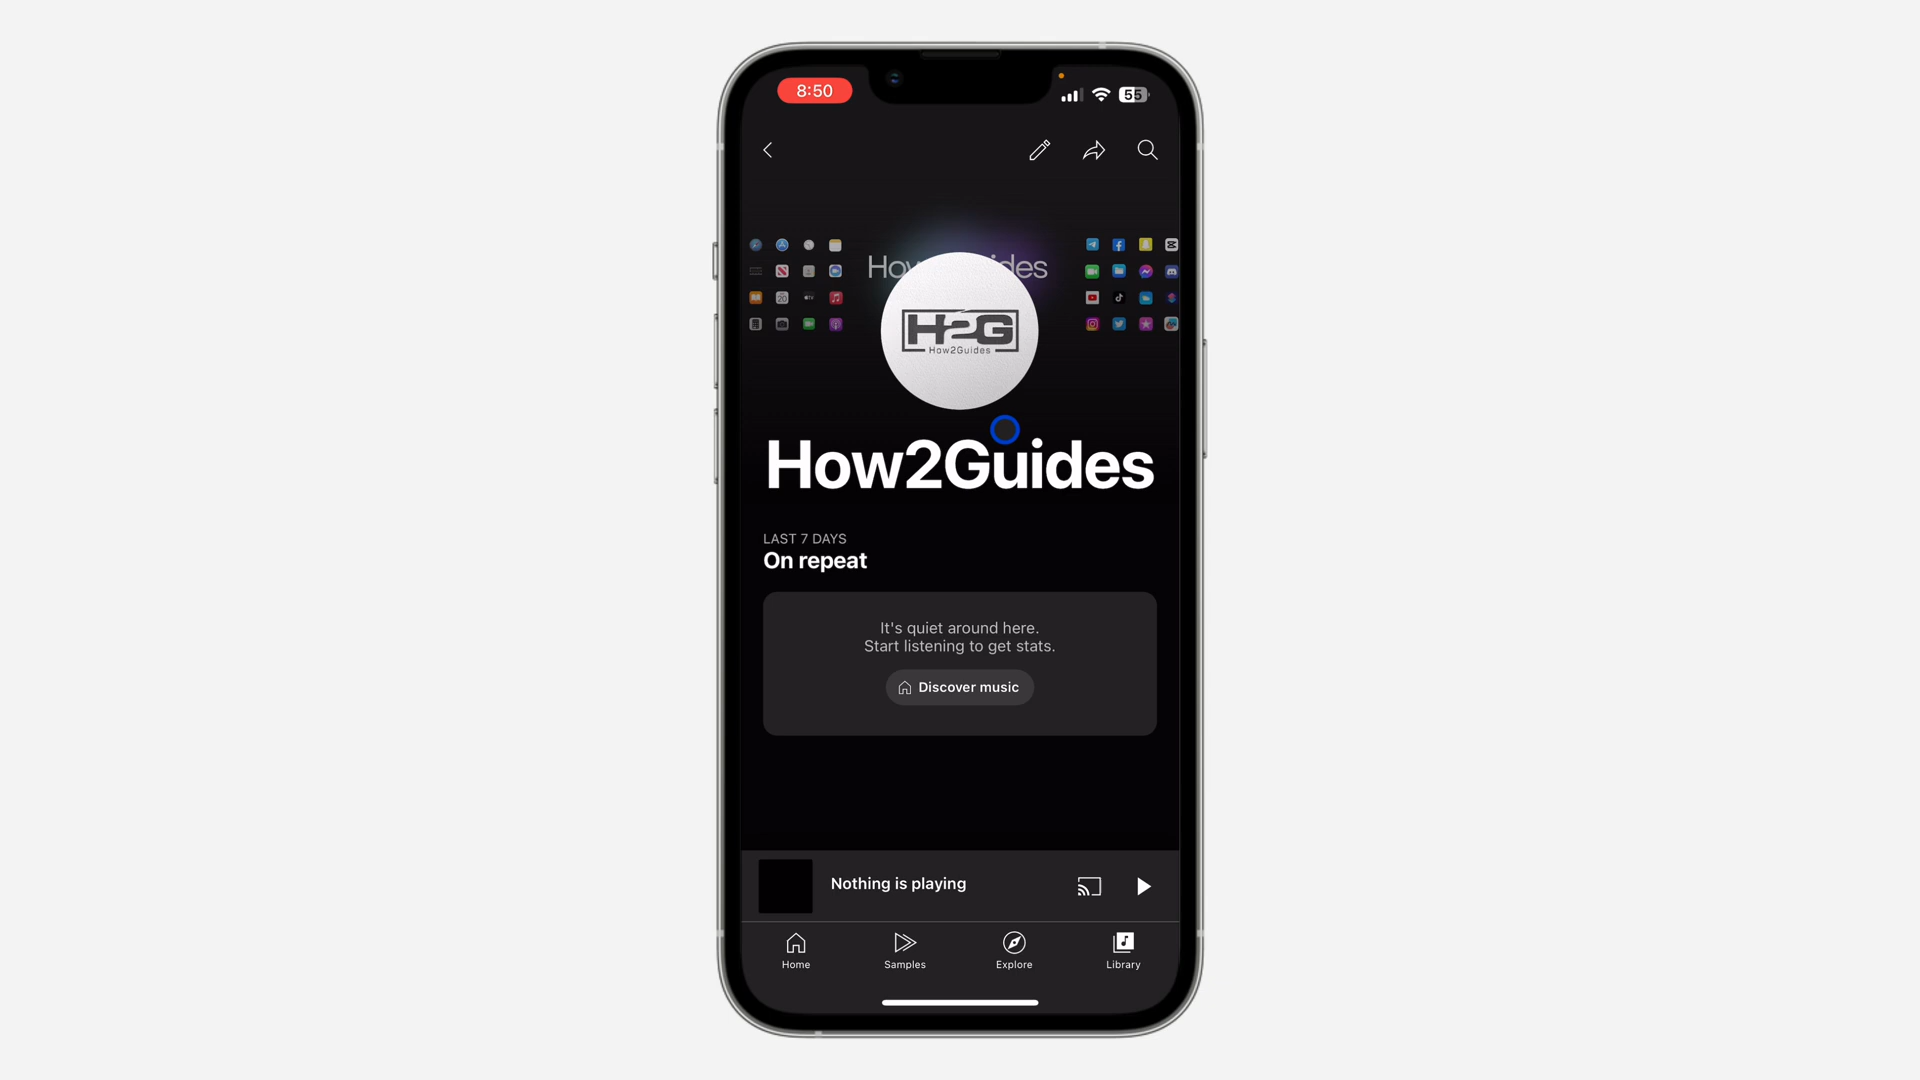 8:50
55
How2Guides
H2G
How2Guides
How2Guides
LAST 7 DAYS
On repeat
It's quiet around here.
Start listening to get stats.
Discover music
Nothing is playing
Home
Samples
Explore
Library